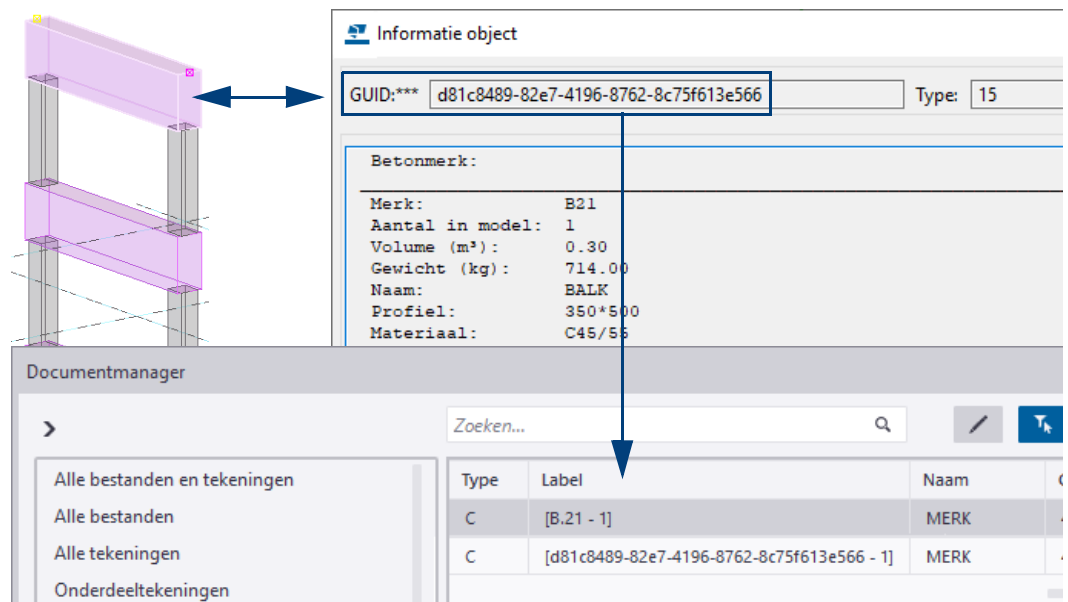 Informatie object
GUID:*** d81c8489-82e7-4196-8762-8c75f613e566 Type: 15
Betonmerk:
Merk: B21
Aantal in model: 1
Volume (m³): 0.30
Gewicht (kg): 714.00
Naam: BALK
Profiel: 350*500
Materiaal: C45/55
Documentmanager
Zoeken...
Alle bestanden en tekeningen
Alle bestanden
Alle tekeningen
Onderdeeltekeningen
Type Label Naam
C [B.21 - 1] MERK
C [d81c8489-82e7-4196-8762-8c75f613e566 - 1] MERK